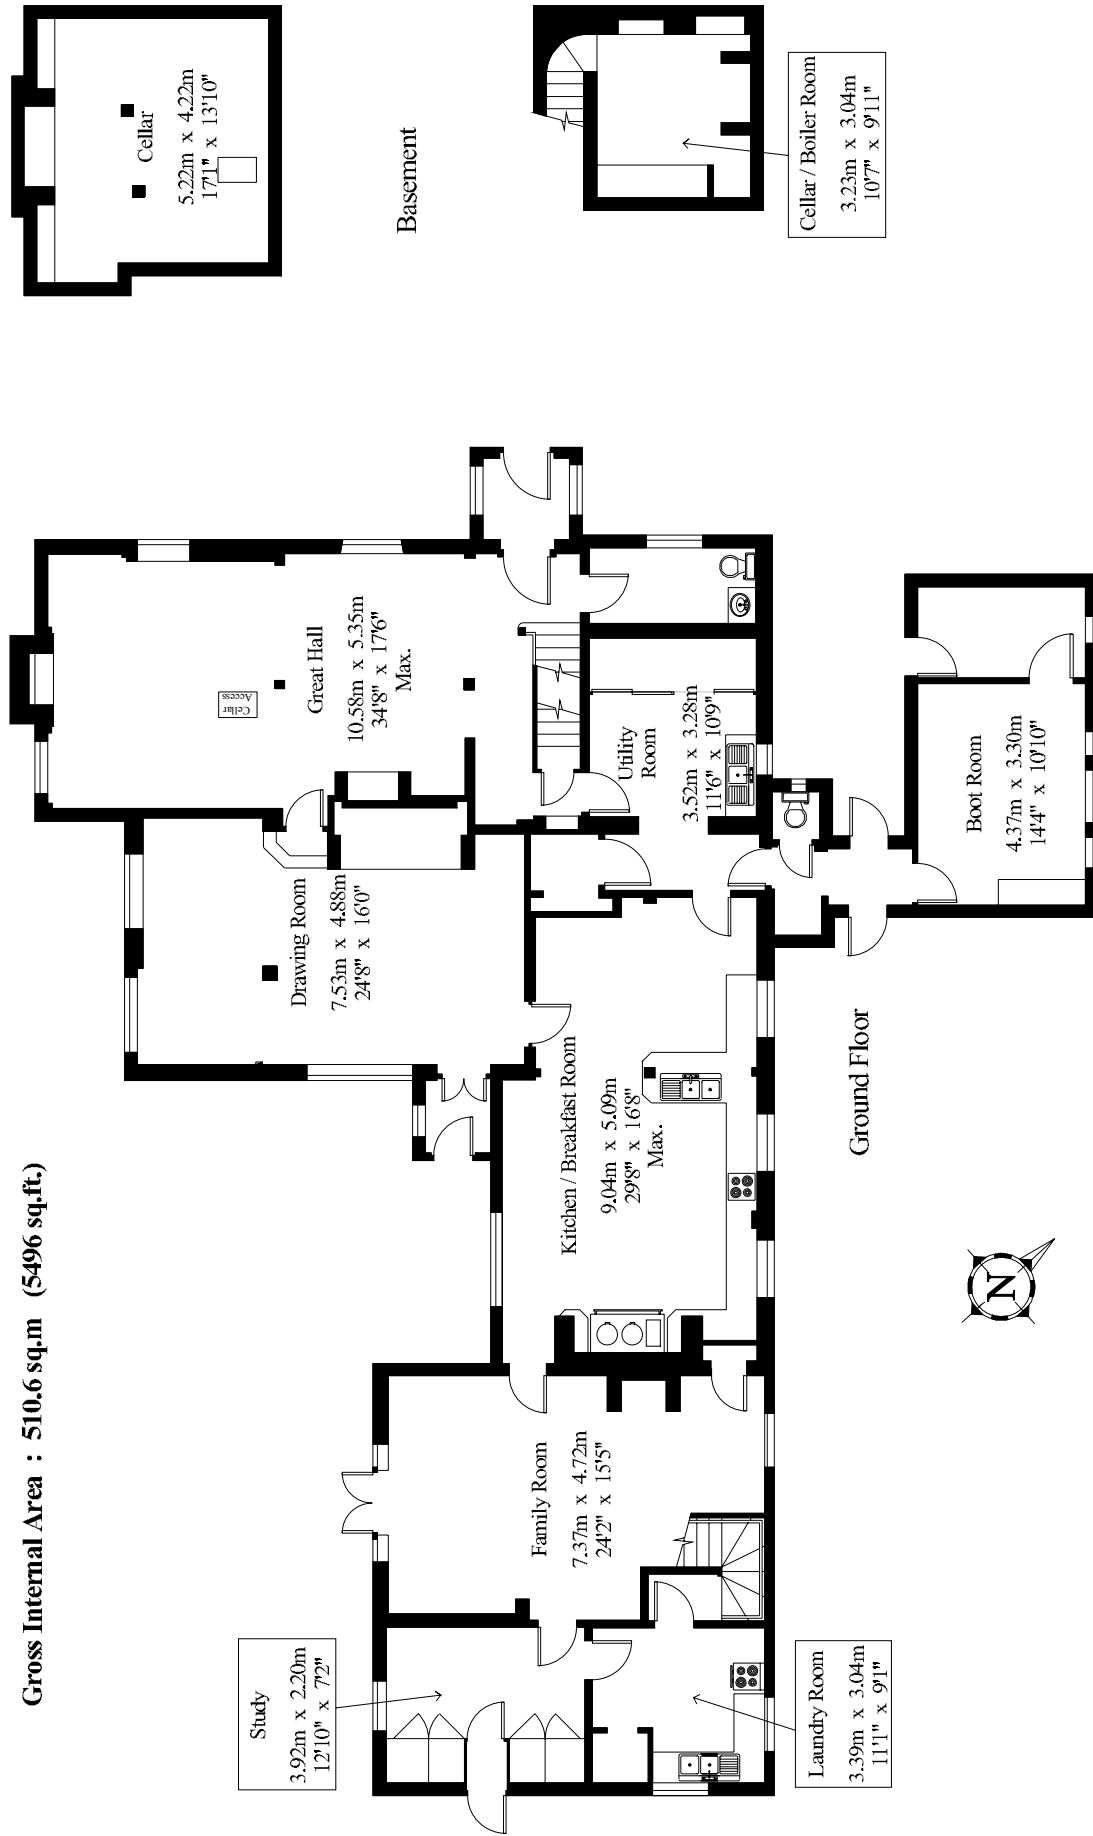 Gross Internal Area : 510.6 sq.m (5496 sq.ft.)
Study
3.92m x 2.20m
12'10" x 7'2"
Family Room
7.37m x 4.72m
24'2" x 15'5"
Laundry Room
3.39m x 3.04m
11'1" x 9'1"
Kitchen / Breakfast Room
9.04m x 5.09m
29'8" x 16'8"
Max.
Drawing Room
7.53m x 4.88m
24'8" x 16'0"
Great Hall
10.58m x 5.35m
34'8" x 17'6"
Max.
Cellar
Access
Utility
Room
3.52m x 3.28m
11'6" x 10'9"
Boot Room
4.37m x 3.30m
14'4" x 10'10"
Ground Floor
N
Cellar
5.22m x 4.22m
17'1" x 13'10"
Basement
Cellar / Boiler Room
3.23m x 3.04m
10'7" x 9'11"